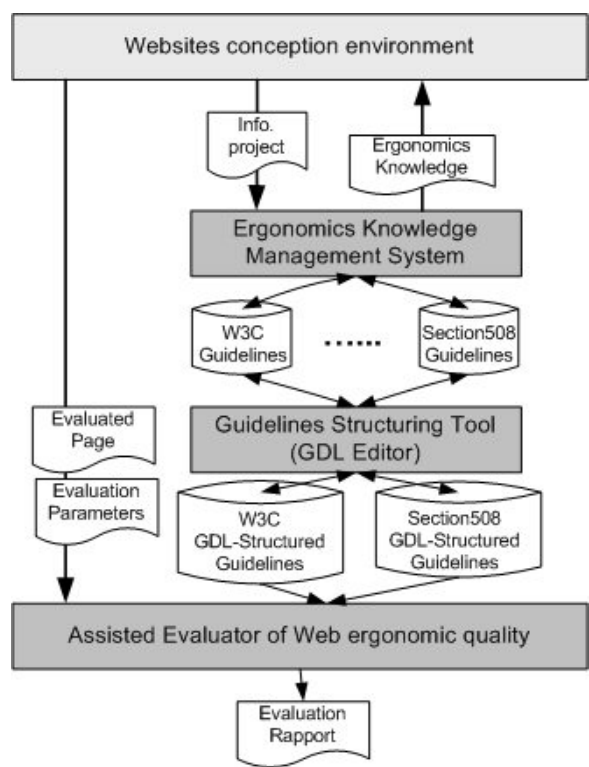 Websites conception environment
Info.
project
Ergonomics
Knowledge
Ergonomics Knowledge
Management System
W3C
Guidelines
.......
Section508
Guidelines
Evaluated
Page
Guidelines Structuring Tool
(GDL Editor)
Evaluation
Parameters
W3C
GDL-Structured
Guidelines
Section508
GDL-Structured
Guidelines
Assisted Evaluator of Web ergonomic quality
Evaluation
Rapport